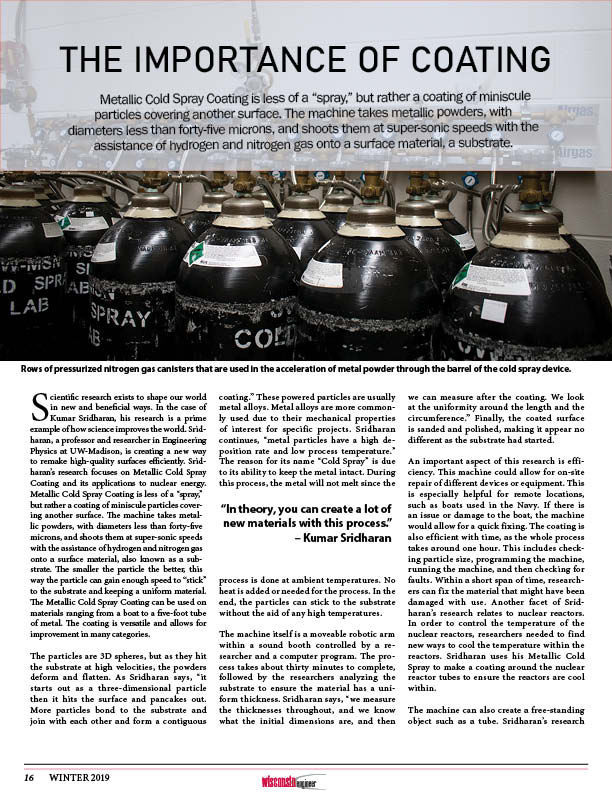 THE IMPORTANCE OF COATING
Metallic Cold Spray Coating is less of a “spray,” but rather a coating of miniscule
particles covering another surface. The machine takes metallic powders, with
diameters less than forty-five microns, and shoots them at super-sonic speeds with the
assistance of hydrogen and nitrogen gas onto a surface material, a substrate.
Airgas
Airgas
UW-MSN
COLD SPRAY
LAB
SPRAY
COL
Rows of pressurized nitrogen gas canisters that are used in the acceleration of metal powder through the barrel of the cold spray device.
Scientific research exists to shape our world
in new and beneficial ways. In the case of
Kumar Sridharan, his research is a prime
example of how science improves the world. Srid-
haran, a professor and researcher in Engineering
Physics at UW-Madison, is creating a new way
to remake high-quality surfaces efficiently. Srid-
haran’s research focuses on Metallic Cold Spray
Coating and its applications to nuclear energy.
Metallic Cold Spray Coating is less of a “spray,”
but rather a coating of miniscule particles cover-
ing another surface. The machine takes metal-
lic powders, with diameters less than forty-five
microns, and shoots them at super-sonic speeds
with the assistance of hydrogen and nitrogen gas
onto a surface material, also known as a sub-
strate. The smaller the particle the better, this
way the particle can gain enough speed to “stick”
to the substrate and keeping a uniform material.
The Metallic Cold Spray Coating can be used on
materials ranging from a boat to a five-foot tube
of metal. The coating is versatile and allows for
improvement in many categories.
The particles are 3D spheres, but as they hit
the substrate at high velocities, the powders
deform and flatten. As Sridharan says, “it
starts out as a three-dimensional particle
then it hits the surface and pancakes out.
More particles bond to the substrate and
join with each other and form a contiguous
coating.” These powered particles are usually
metal alloys. Metal alloys are more common-
ly used due to their mechanical properties
of interest for specific projects. Sridharan
continues, “metal particles have a high de-
position rate and low process temperature.”
The reason for its name “Cold Spray” is due
to its ability to keep the metal intact. During
this process, the metal will not melt since the
“In theory, you can create a lot of
new materials with this process.”
– Kumar Sridharan
process is done at ambient temperatures. No
heat is added or needed for the process. In the
end, the particles can stick to the substrate
without the aid of any high temperatures.
The machine itself is a moveable robotic arm
within a sound booth controlled by a re-
searcher and a computer program. The pro-
cess takes about thirty minutes to complete,
followed by the researchers analyzing the
substrate to ensure the material has a uni-
form thickness. Sridharan says, “we measure
the thicknesses throughout, and we know
what the initial dimensions are, and then
we can measure after the coating. We look
at the uniformity around the length and the
circumference.” Finally, the coated surface
is sanded and polished, making it appear no
different as the substrate had started.
An important aspect of this research is effi-
ciency. This machine could allow for on-site
repair of different devices or equipment. This
is especially helpful for remote locations,
such as boats used in the Navy. If there is
an issue or damage to the boat, the machine
would allow for a quick fixing. The coating is
also efficient with time, as the whole process
takes around one hour. This includes check-
ing particle size, programming the machine,
running the machine, and then checking for
faults. Within a short span of time, research-
ers can fix the material that might have been
damaged with use. Another facet of Srid-
haran’s research relates to nuclear reactors.
In order to control the temperature of the
nuclear reactors, researchers needed to find
new ways to cool the temperature within the
reactors. Sridharan uses his Metallic Cold
Spray to make a coating around the nuclear
reactor tubes to ensure the reactors are cool
within.
The machine can also create a free-standing
object such as a tube. Sridharan’s research
16 WINTER 2019
wisconsin engineer